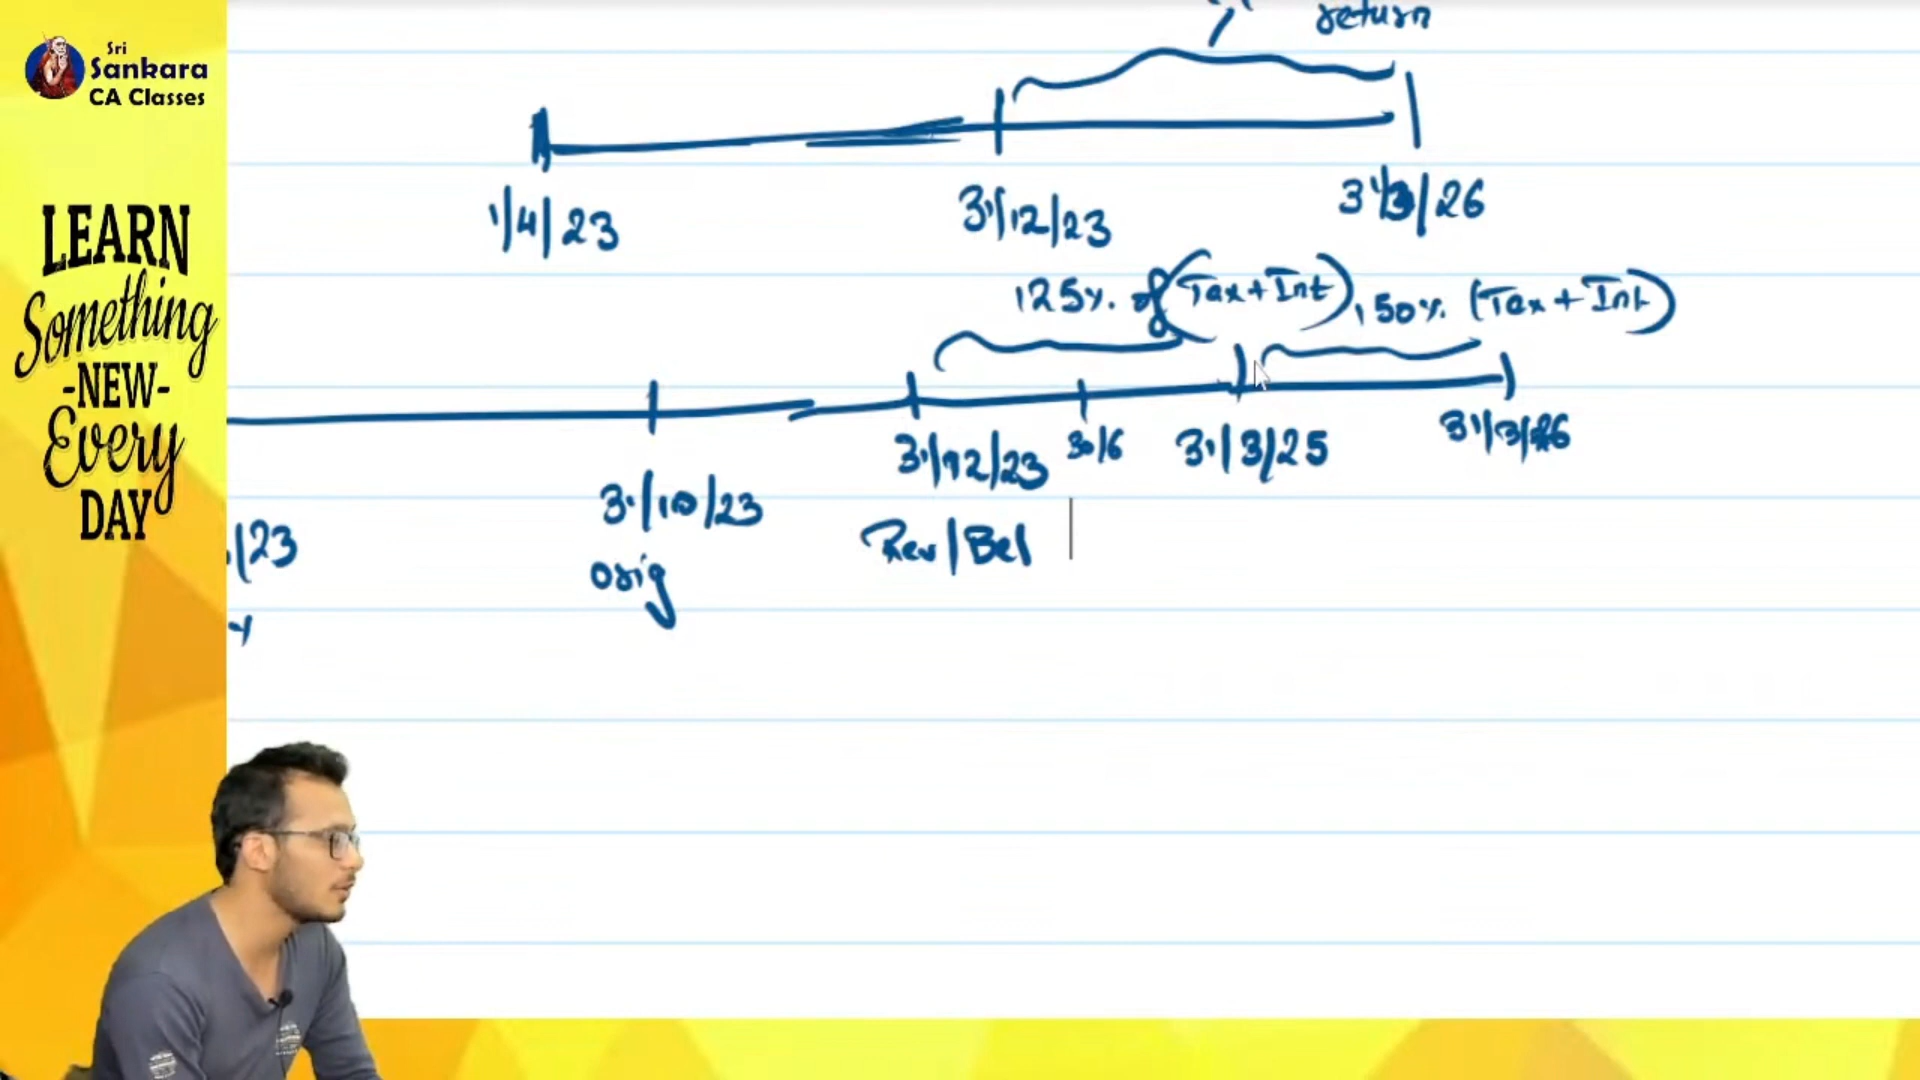 Sri
Sankara
CA Classes
LEARN
Something
-NEW-
Every
DAY
return
1/4/23
31/12/23
31/3/26
125%. of (Tax+Int)
150%. (Tax + Int)
31/12/23
30/6
31/3/25
31/3/26
31/10/23
Rev/Bel
orig
/23